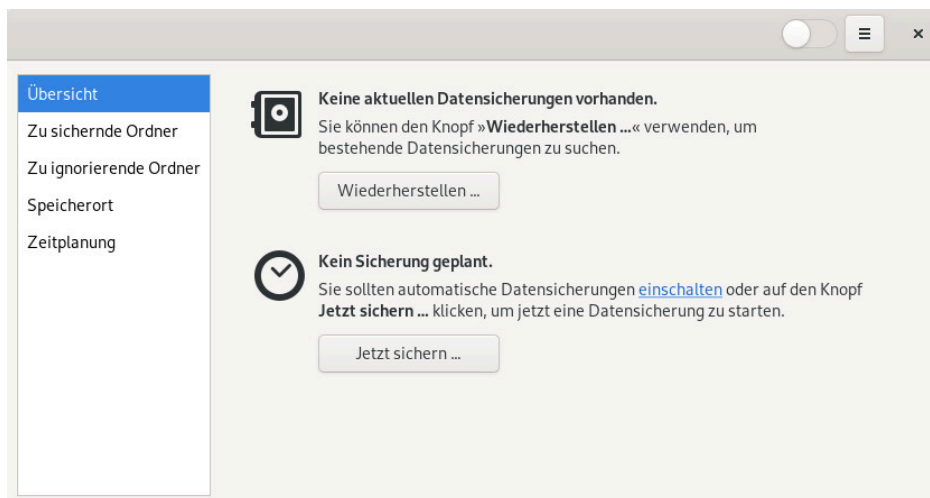 Übersicht
Zu sichernde Ordner
Zu ignorierende Ordner
Speicherort
Zeitplanung
Keine aktuellen Datensicherungen vorhanden.
Sie können den Knopf »Wiederherstellen ...« verwenden, um
bestehende Datensicherungen zu suchen.
Wiederherstellen ...
Kein Sicherung geplant.
Sie sollten automatische Datensicherungen einschalten oder auf den Knopf
Jetzt sichern ... klicken, um jetzt eine Datensicherung zu starten.
Jetzt sichern ...